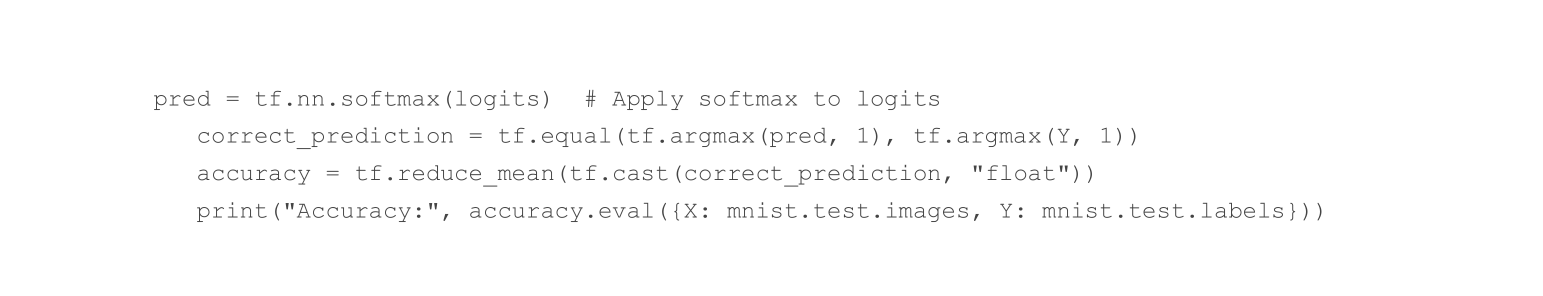 pred = tf.nn.softmax(logits)  # Apply softmax to logits
   correct_prediction = tf.equal(tf.argmax(pred, 1), tf.argmax(Y, 1))
   accuracy = tf.reduce_mean(tf.cast(correct_prediction, "float"))
   print("Accuracy:", accuracy.eval({X: mnist.test.images, Y: mnist.test.labels}))